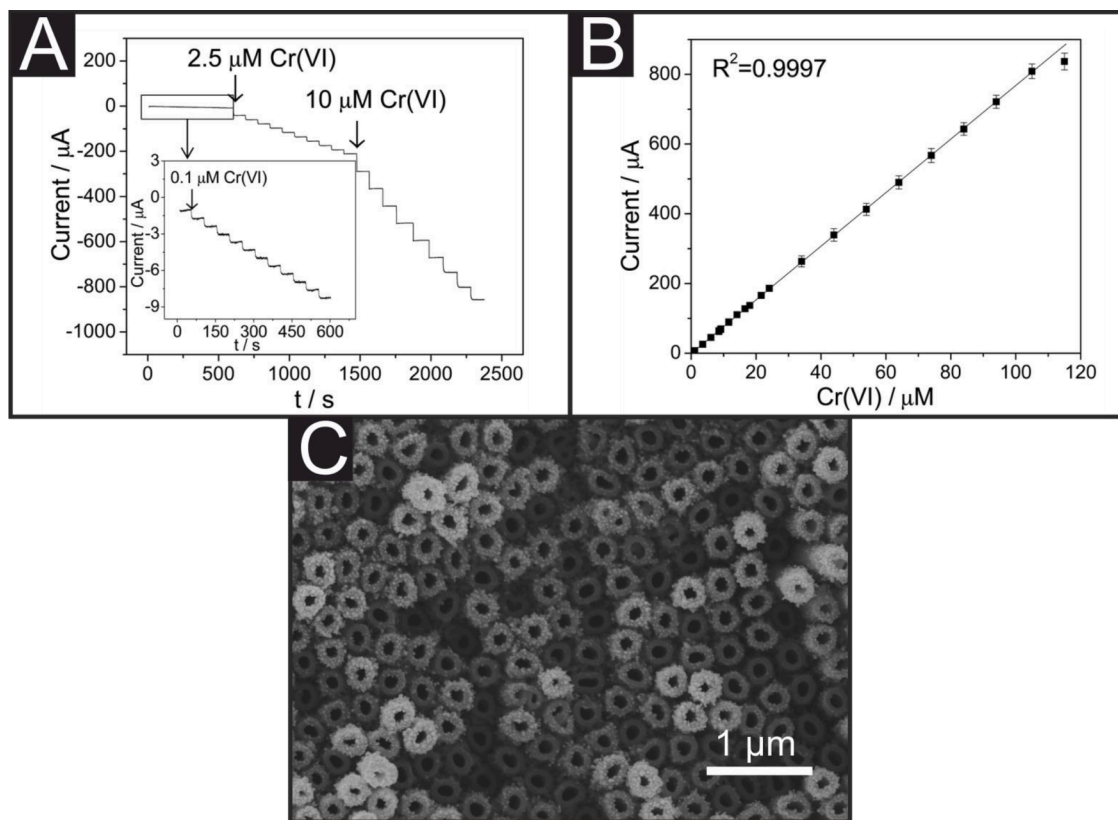 A
200
0
-200
-400
-600
-800
-1000
Current / μA
2.5 μM Cr(VI)
10 μM Cr(VI)
3
0
-3
-6
-9
Current / μA
0.1 μM Cr(VI)
0 150 300 450 600
t / s
0 500 1000 1500 2000 2500
t / s
B
R²=0.9997
800
600
400
200
0
Current / μA
0 20 40 60 80 100 120
Cr(VI) / μM
C
1 μm